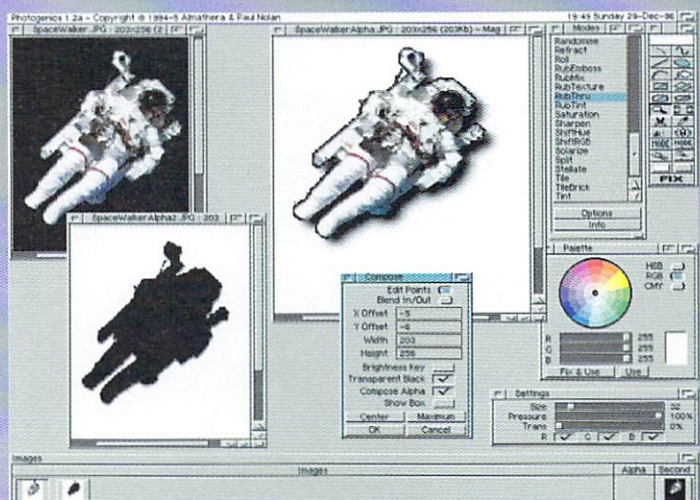 Photogenics 1.2a - Copyright © 1994-5 Almathera & Paul Nolan
19:49 Sunday 29-Dec-96
SpaceWalker.JPG : 203x256 (2
SpaceWalkerAlpha.JPG : 203x256 (203Kb) - Mag
Modes
Randomise
Refract
Roll
RubEmboss
RubMix
RubTexture
RubThru
RubTint
Saturation
Sharpen
ShiftHue
ShiftRGB
Solarize
Split
Stellate
Tile
TileBrick
Tint
Options
Info
MODE
FIX
SpaceWalkerAlpha2.JPG : 203
Compose
Edit Points
Blend In/Out
X Offset -5
Y Offset -6
Width 203
Height 256
Brightness Key
Transparent Black
Compose Alpha
Show Box
Center Maximum
OK Cancel
Palette
HSB
RGB
CMY
R 255
G 255
B 255
Fix & Use Use
Settings
Size 32
Pressure 100%
Trans 0%
R G B
Images
Images Alpha Second